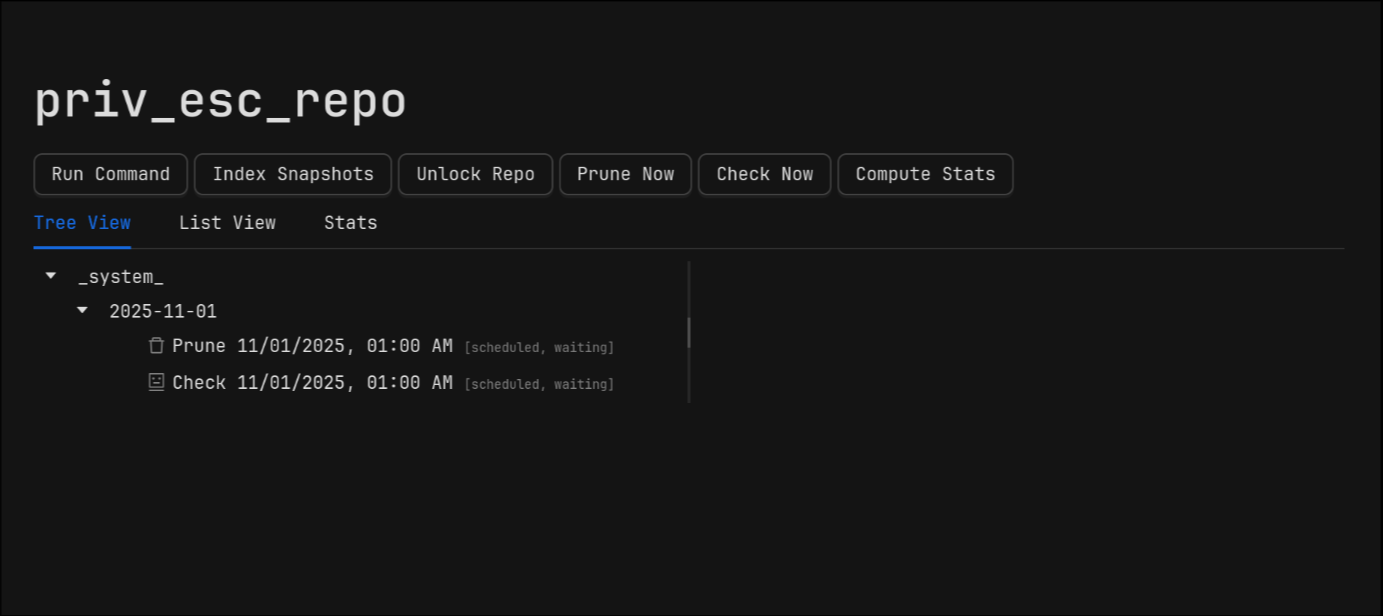 priv_esc_repo
Run Command Index Snapshots Unlock Repo Prune Now Check Now Compute Stats
Tree View List View Stats
_system_
2025-11-01
Prune 11/01/2025, 01:00 AM [scheduled, waiting]
Check 11/01/2025, 01:00 AM [scheduled, waiting]